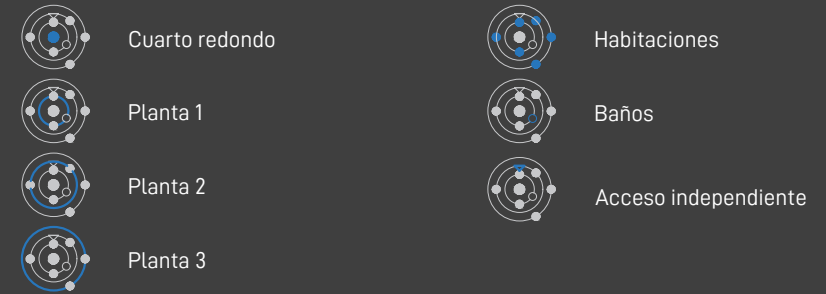 Cuarto redondo
Planta 1
Planta 2
Planta 3
Habitaciones
Baños
Acceso independiente